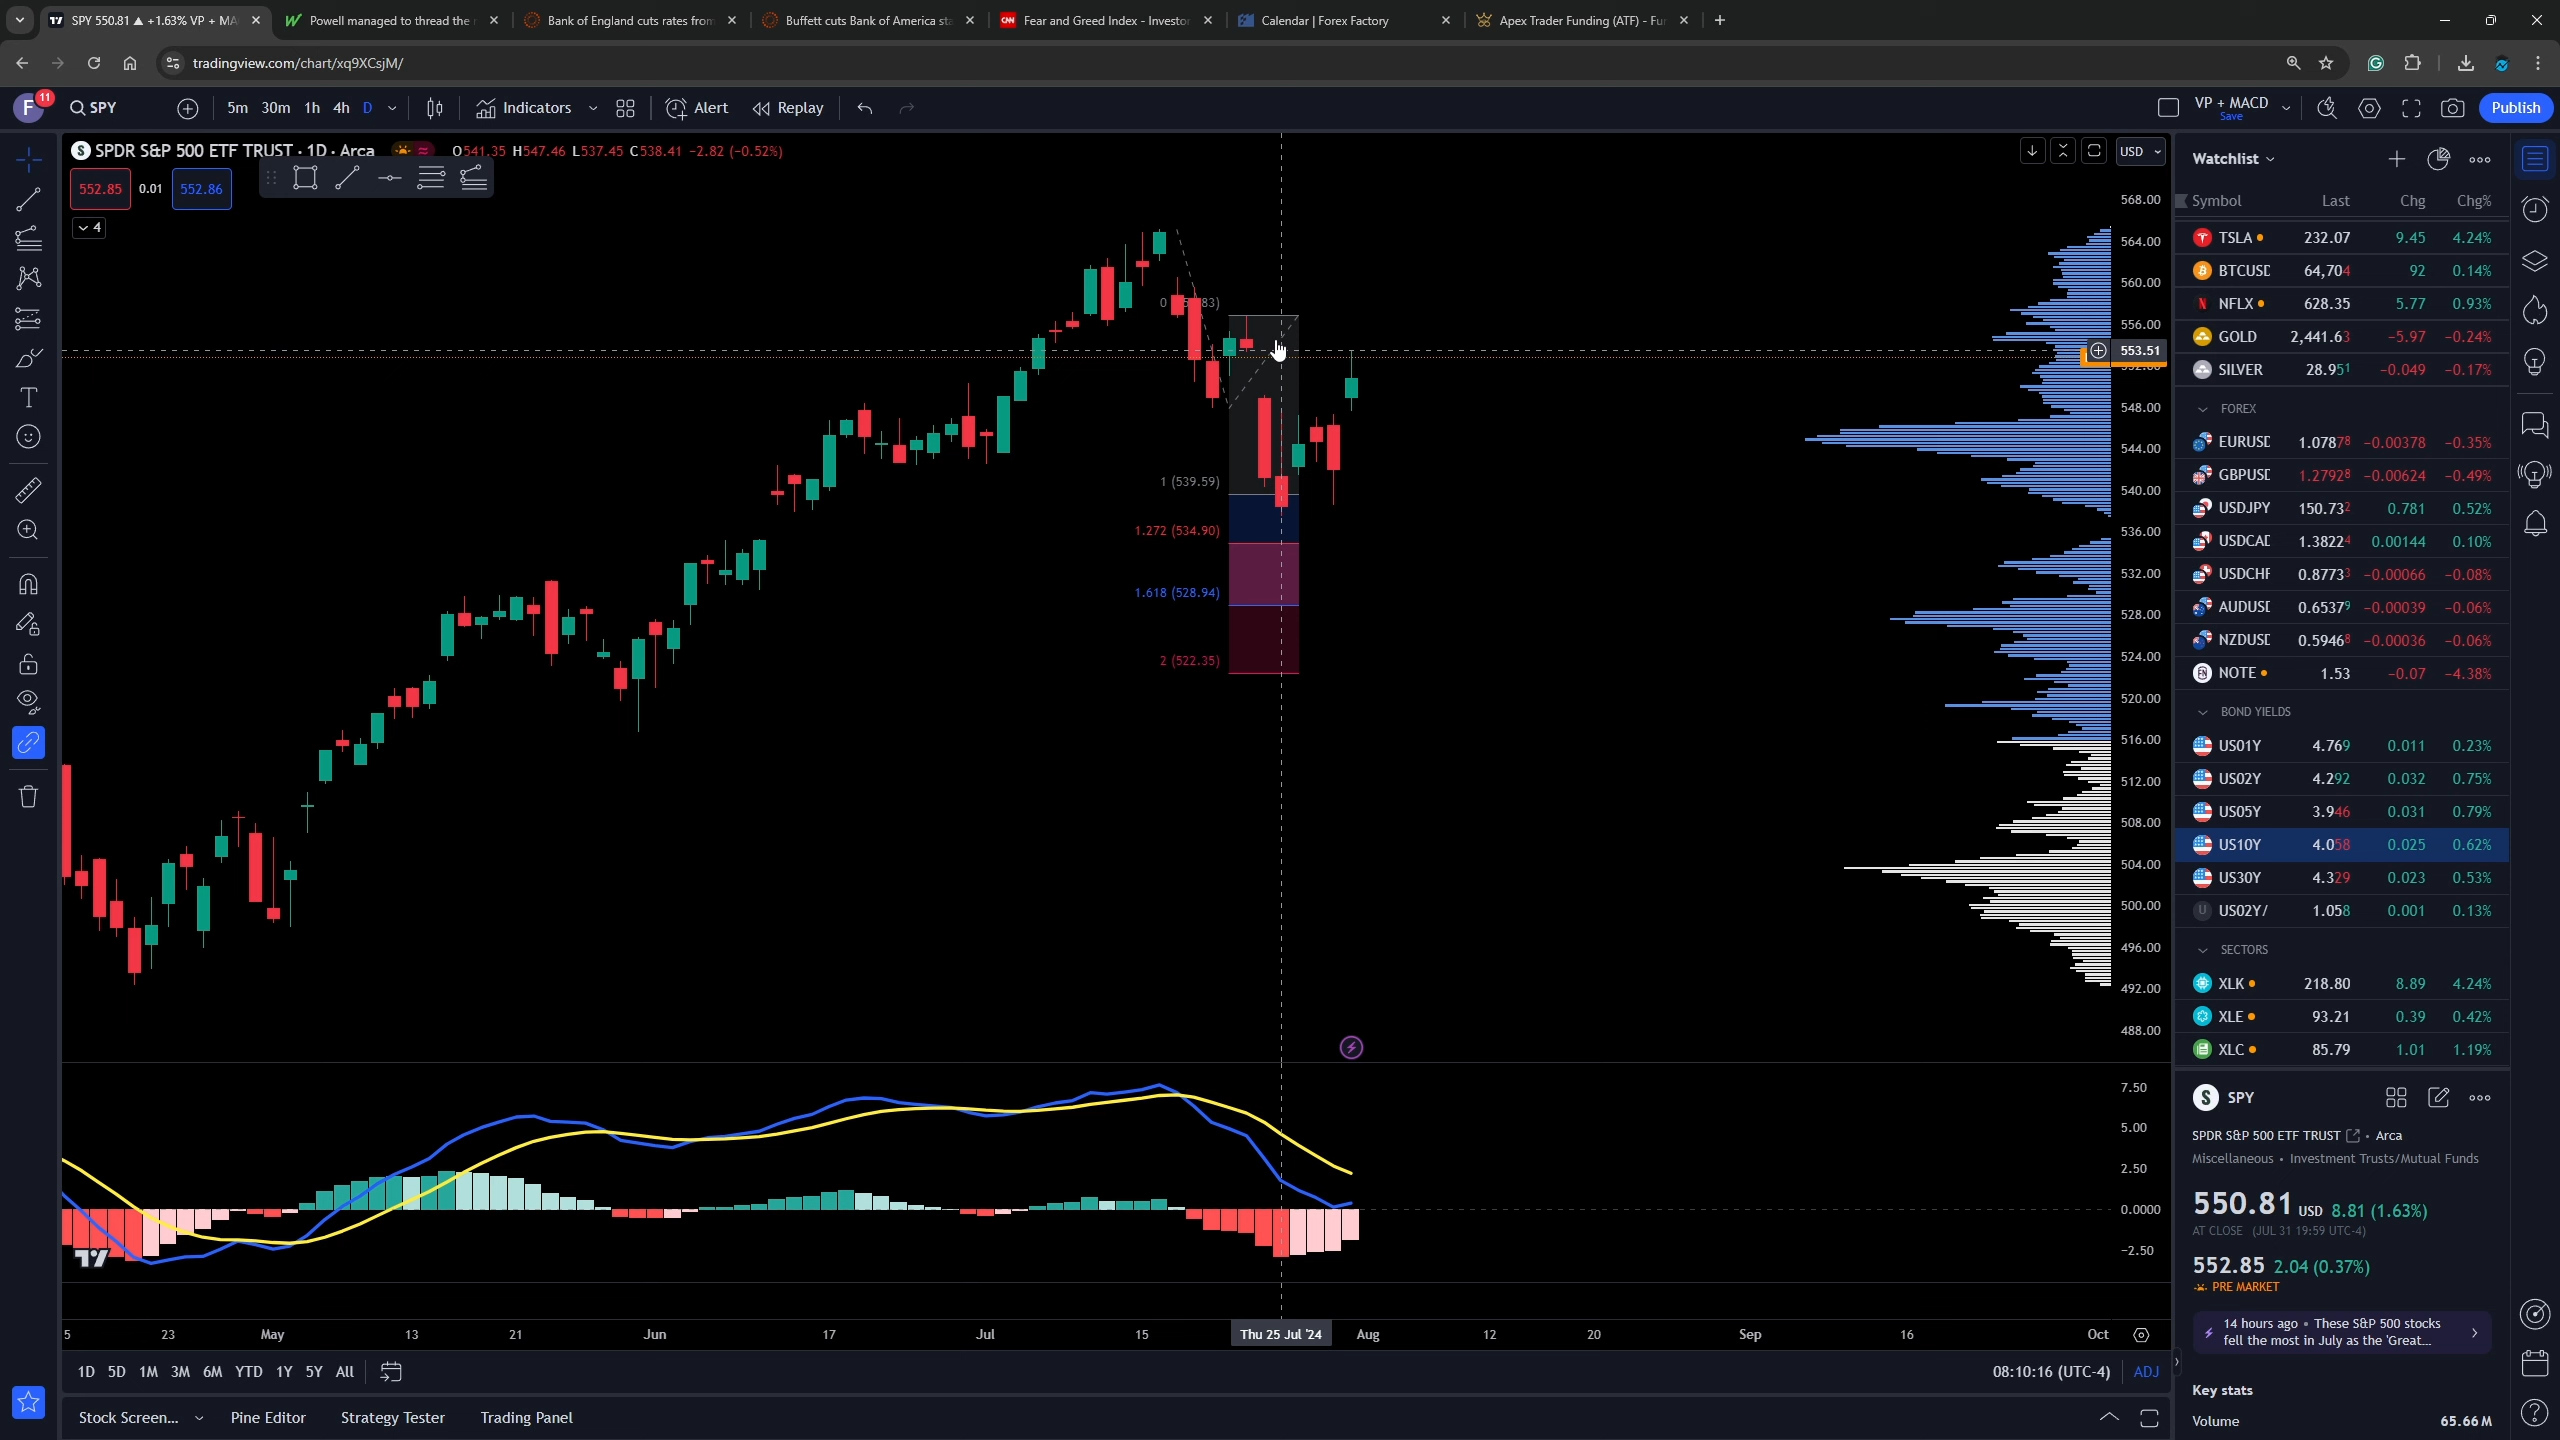 SPY 550.81 ▲ +1.63% VP + MA
Powell managed to thread the
Bank of England cuts rates from
Buffett cuts Bank of America sta
Fear and Greed Index - Investor
Calendar | Forex Factory
Apex Trader Funding (ATF) - Fu
tradingview.com/chart/xq9XCsjM/
F 11
SPY
5m 30m 1h 4h D
Indicators
Alert
Replay
VP + MACD
Save
Publish
SPDR S&P 500 ETF TRUST · 1D · Arca
O541.35 H547.46 L537.45 C538.41 −2.82 (−0.52%)
552.85 0.01 552.86
4
USD
568.00
564.00
560.00
556.00
553.51
548.00
544.00
540.00
536.00
532.00
528.00
524.00
520.00
516.00
512.00
508.00
504.00
500.00
496.00
492.00
488.00
1 (539.59)
1.272 (534.90)
1.618 (528.94)
2 (522.35)
7.50
5.00
2.50
0.0000
−2.50
5 23 May 13 21 Jun 17 Jul 15 Thu 25 Jul '24 Aug 12 20 Sep 16 Oct
1D 5D 1M 3M 6M YTD 1Y 5Y All
08:10:16 (UTC-4) ADJ
Stock Screen... Pine Editor Strategy Tester Trading Panel
Watchlist
Symbol Last Chg Chg%
TSLA 232.07 9.45 4.24%
BTCUSD 64,704 92 0.14%
NFLX 628.35 5.77 0.93%
GOLD 2,441.63 −5.97 −0.24%
SILVER 28.951 −0.049 −0.17%
FOREX
EURUSD 1.07878 −0.00378 −0.35%
GBPUSD 1.27928 −0.00624 −0.49%
USDJPY 150.732 0.781 0.52%
USDCAD 1.38224 0.00144 0.10%
USDCHF 0.87733 −0.00066 −0.08%
AUDUSD 0.65379 −0.00039 −0.06%
NZDUSD 0.59468 −0.00036 −0.06%
NOTE 1.53 −0.07 −4.38%
BOND YIELDS
US01Y 4.769 0.011 0.23%
US02Y 4.292 0.032 0.75%
US05Y 3.946 0.031 0.79%
US10Y 4.058 0.025 0.62%
US30Y 4.329 0.023 0.53%
US02Y/ 1.058 0.001 0.13%
SECTORS
XLK 218.80 8.89 4.24%
XLE 93.21 0.39 0.42%
XLC 85.79 1.01 1.19%
SPY
SPDR S&P 500 ETF TRUST • Arca
Miscellaneous • Investment Trusts/Mutual Funds
550.81 USD 8.81 (1.63%)
AT CLOSE (JUL 31 19:59 UTC-4)
552.85 2.04 (0.37%)
PRE MARKET
14 hours ago • These S&P 500 stocks
fell the most in July as the 'Great...
Key stats
Volume 65.66 M